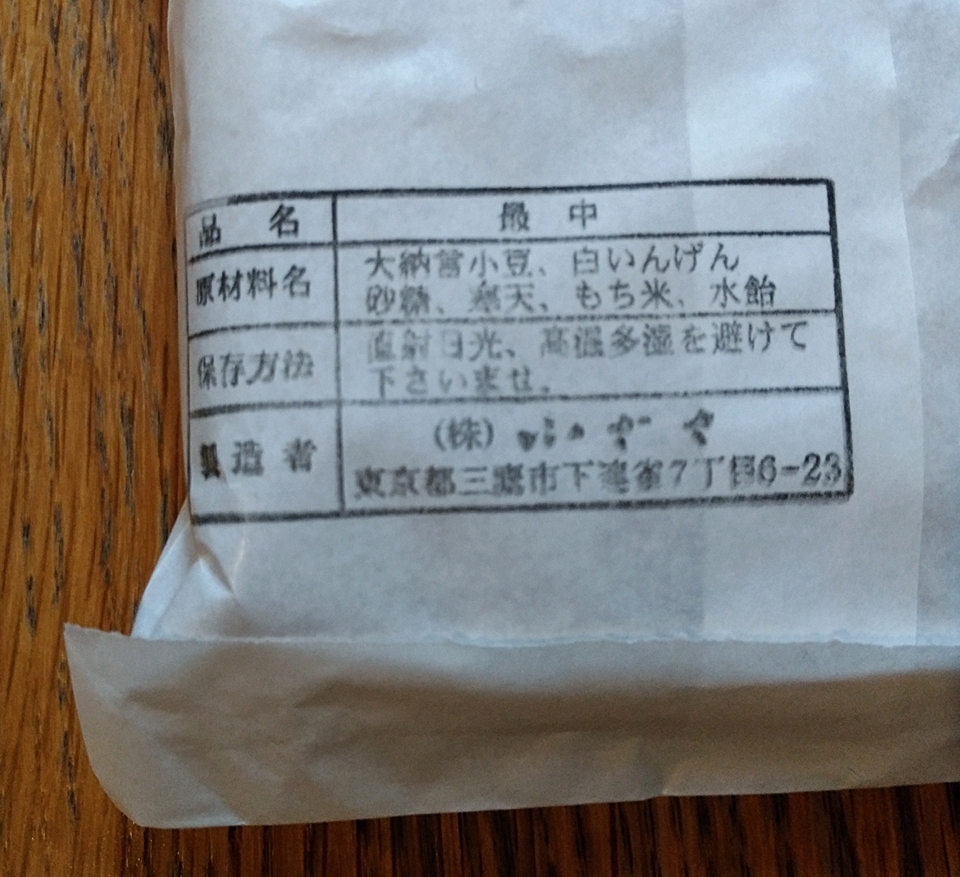 品名 最中
原材料名 大納言小豆、白いんげん
砂糖、寒天、もち米、水飴
保存方法 直射日光、高温多湿を避けて
下さいませ。
製造者 (株)
東京都三鷹市下連雀7丁目6-23